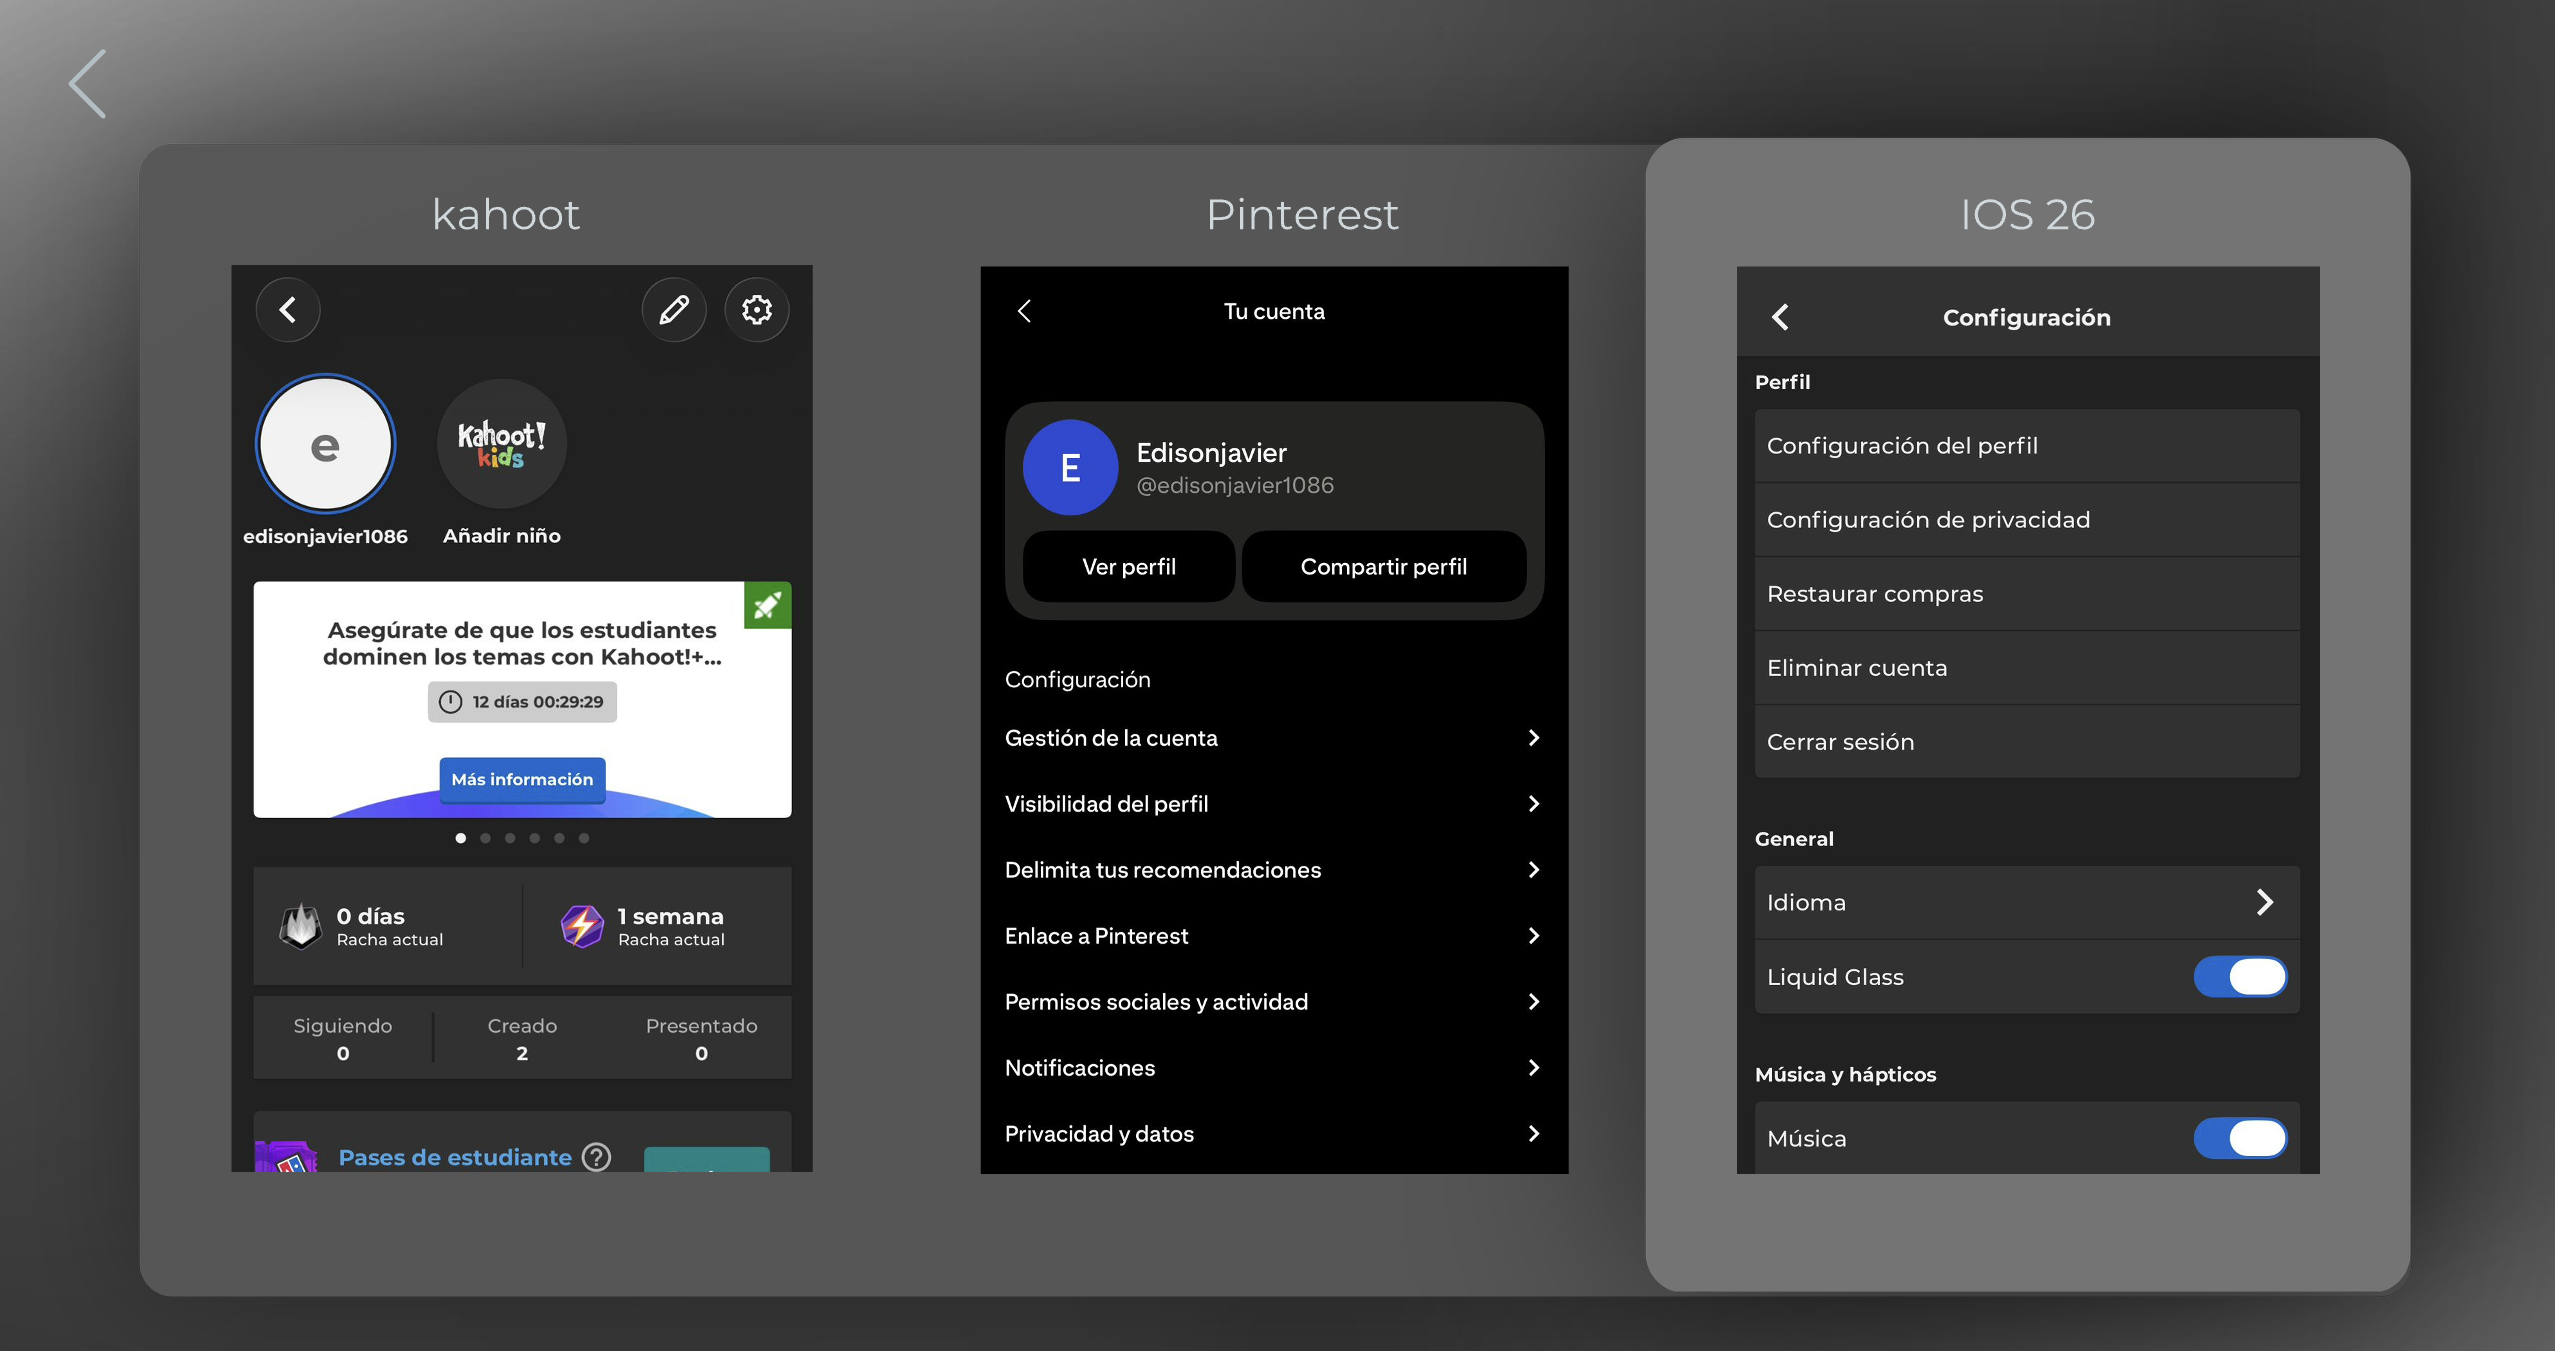 kahoot
e
Kahoot!
kids
edisonjavier1086
Añadir niño
Asegúrate de que los estudiantes
dominen los temas con Kahoot!+...
12 días 00:29:29
Más información
0 días
Racha actual
1 semana
Racha actual
Siguiendo
0
Creado
2
Presentado
0
Pases de estudiante ?
Pinterest
Tu cuenta
E
Edisonjavier
@edisonjavier1086
Ver perfil
Compartir perfil
Configuración
Gestión de la cuenta
Visibilidad del perfil
Delimita tus recomendaciones
Enlace a Pinterest
Permisos sociales y actividad
Notificaciones
Privacidad y datos
IOS 26
Configuración
Perfil
Configuración del perfil
Configuración de privacidad
Restaurar compras
Eliminar cuenta
Cerrar sesión
General
Idioma
Liquid Glass
Música y hápticos
Música